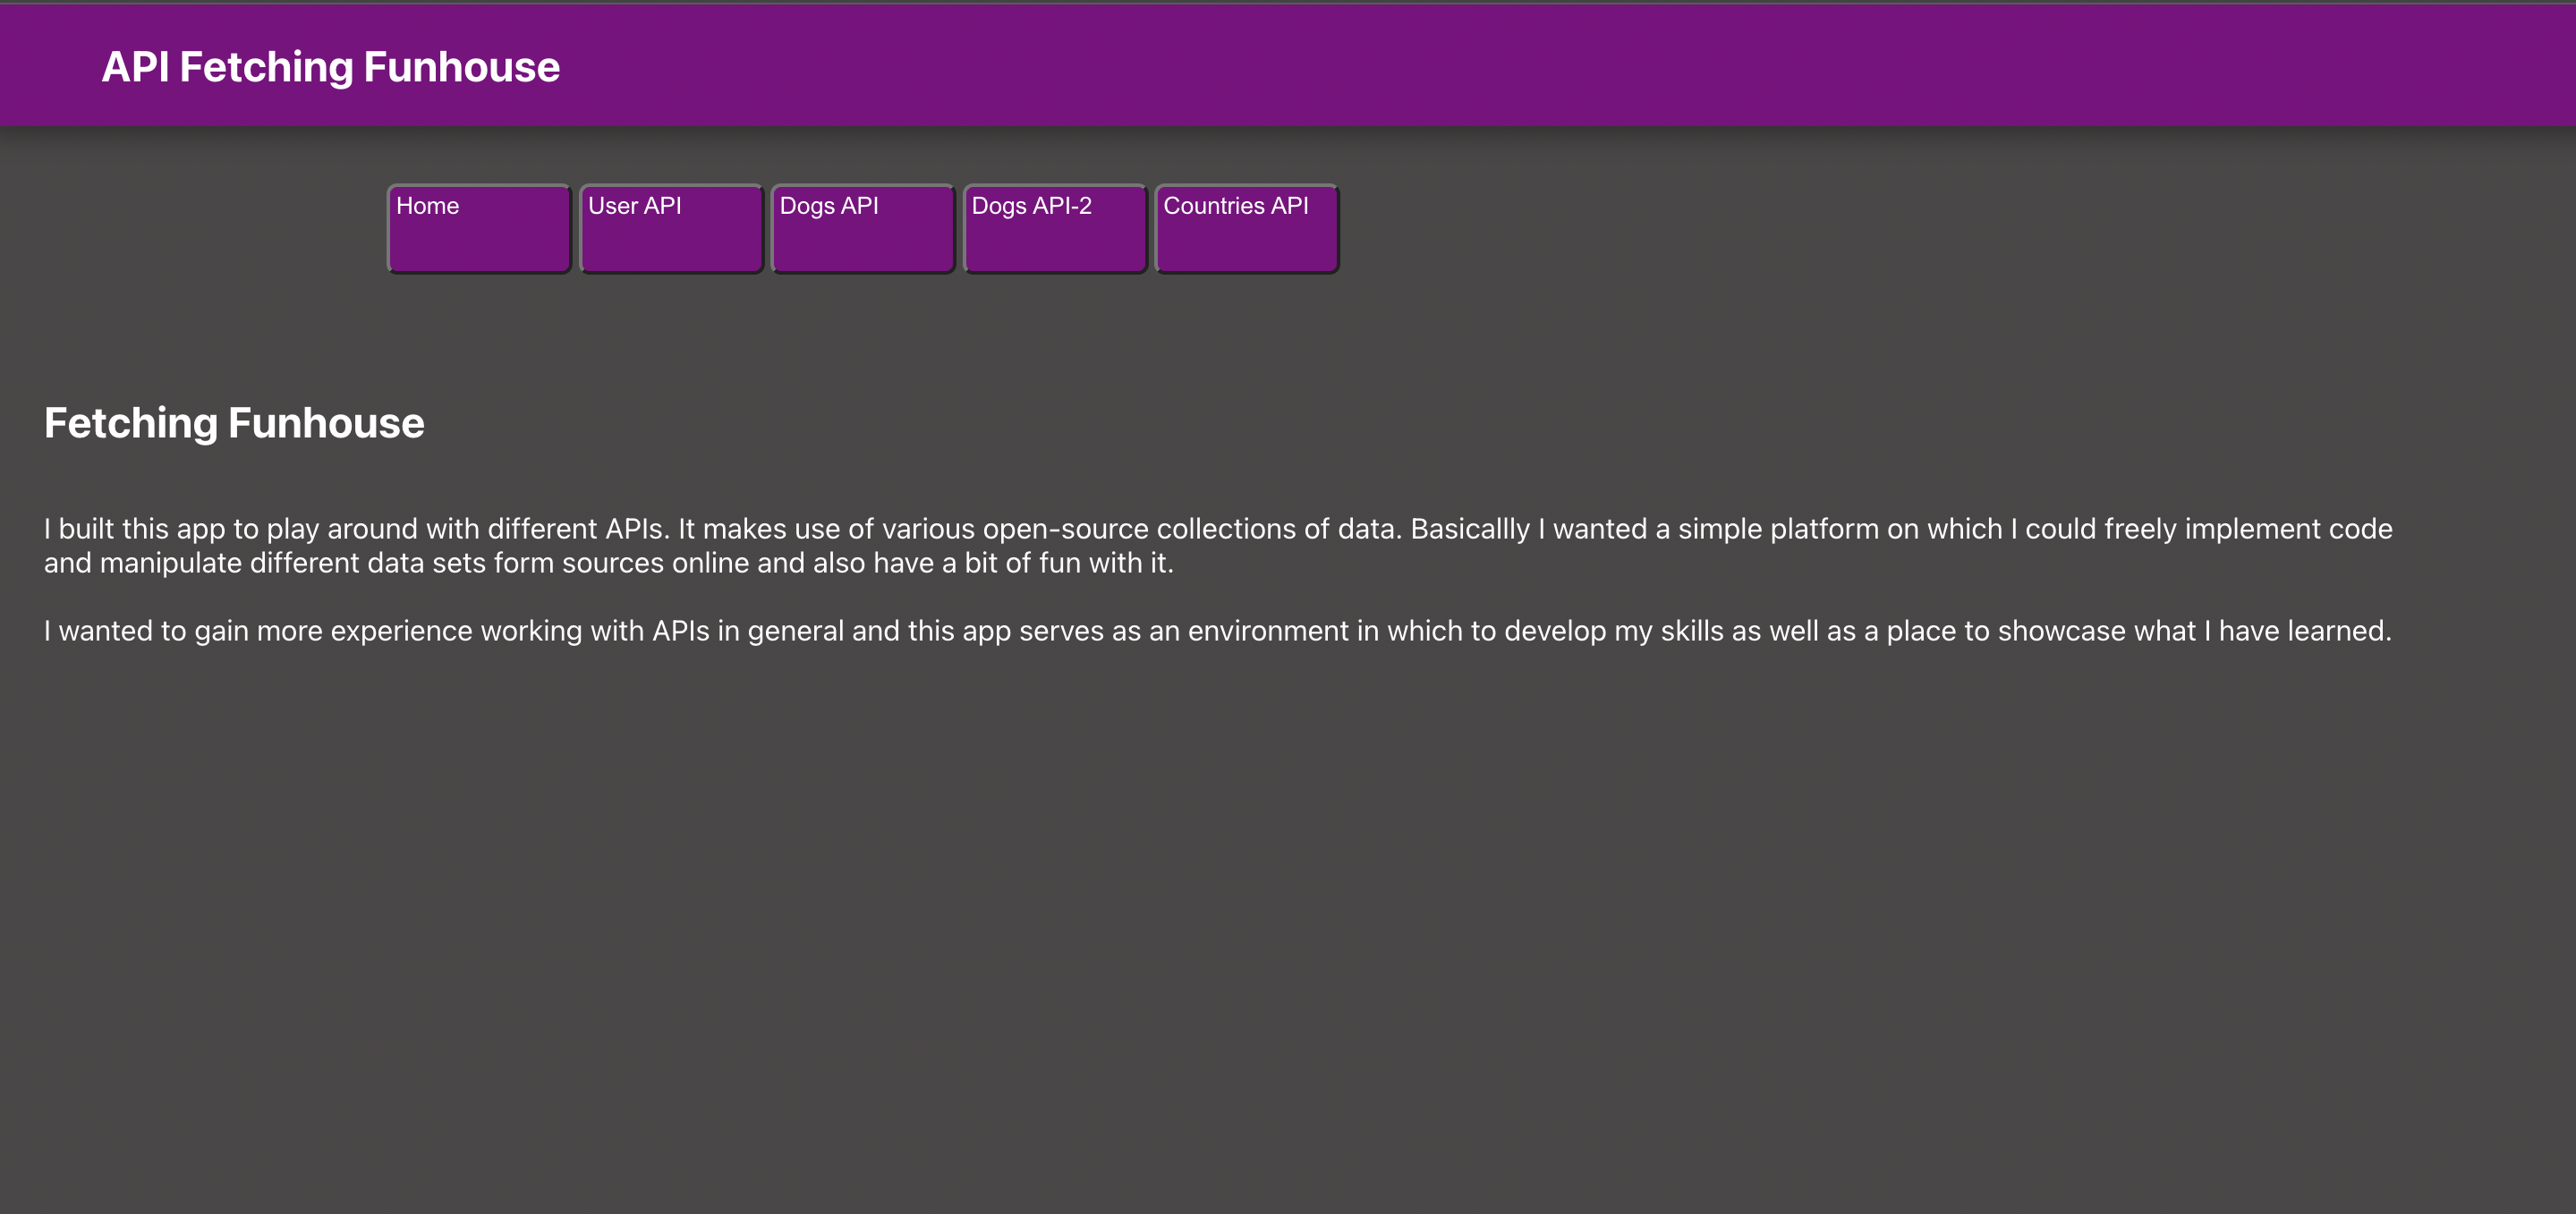 API Fetching Funhouse
Home
User API
Dogs API
Dogs API-2
Countries API
Fetching Funhouse
I built this app to play around with different APIs. It makes use of various open-source collections of data. Basicallly I wanted a simple platform on which I could freely implement code
and manipulate different data sets form sources online and also have a bit of fun with it.
I wanted to gain more experience working with APIs in general and this app serves as an environment in which to develop my skills as well as a place to showcase what I have learned.